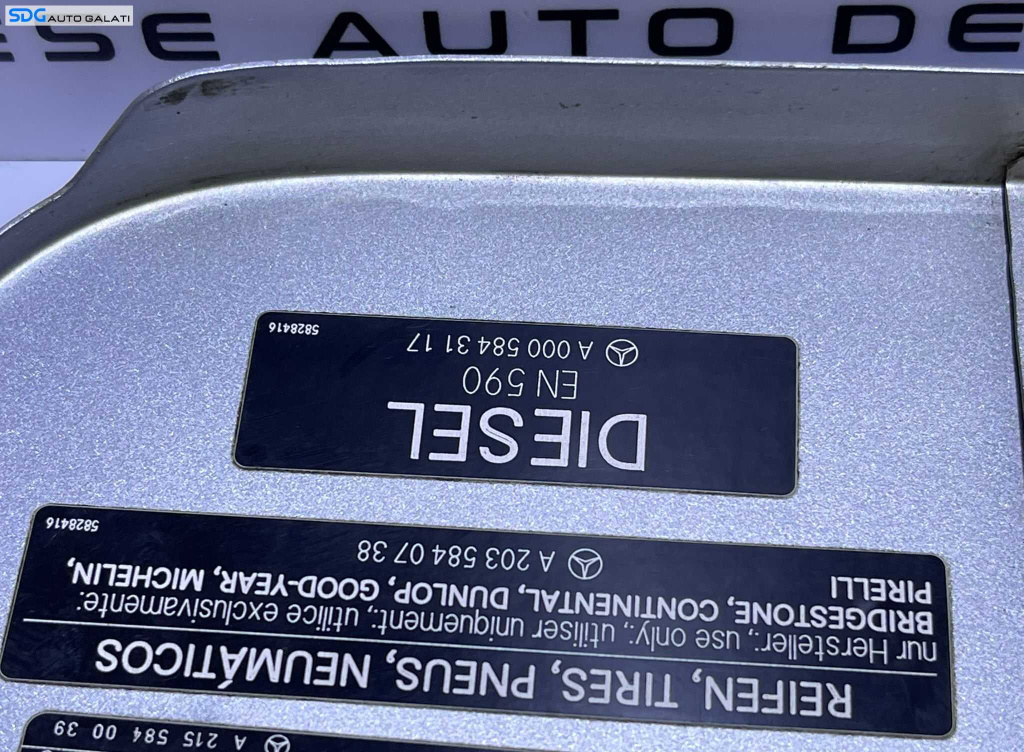 SDG AUTO GALATI
ESE AUTO DE
DIESEL
EN 590
A 000 584 31 17
5828416
REIFEN, TIRES, PNEUS, NEUMÁTICOS
nur Hersteller:, use only:, utiliser uniquement:, utilice exclusivamente:
BRIDGESTONE, CONTINENTAL, DUNLOP, GOOD-YEAR, MICHELIN,
PIRELLI
A 203 584 07 38
5828416
A 215 584 00 39